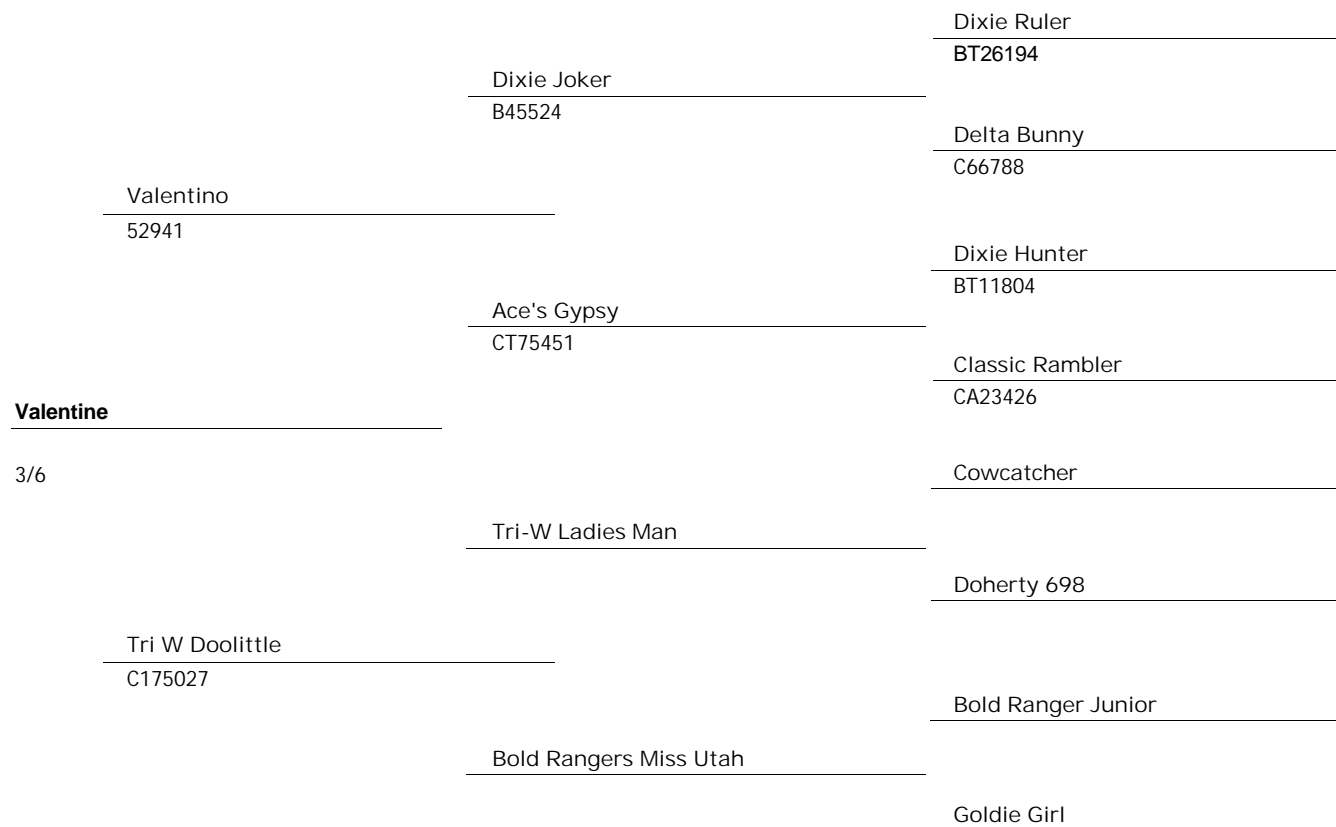 Dixie Ruler
BT26194
Dixie Joker
B45524
Delta Bunny
C66788
Valentino
52941
Dixie Hunter
BT11804
Ace's Gypsy
CT75451
Classic Rambler
CA23426
Valentine
3/6
Cowcatcher
Tri-W Ladies Man
Doherty 698
Tri W Doolittle
C175027
Bold Ranger Junior
Bold Rangers Miss Utah
Goldie Girl